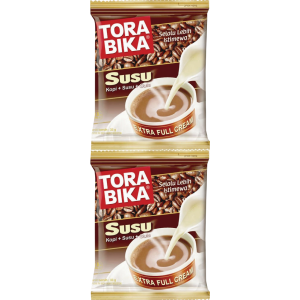 TORA
BIKA
Selalu Lebih
Istimewa!
Susu
Kopi + Susu
EXTRA FULL CREAM
TORA
BIKA
Selalu Lebih
Istimewa!
Susu
Kopi + Susu
EXTRA FULL CREAM